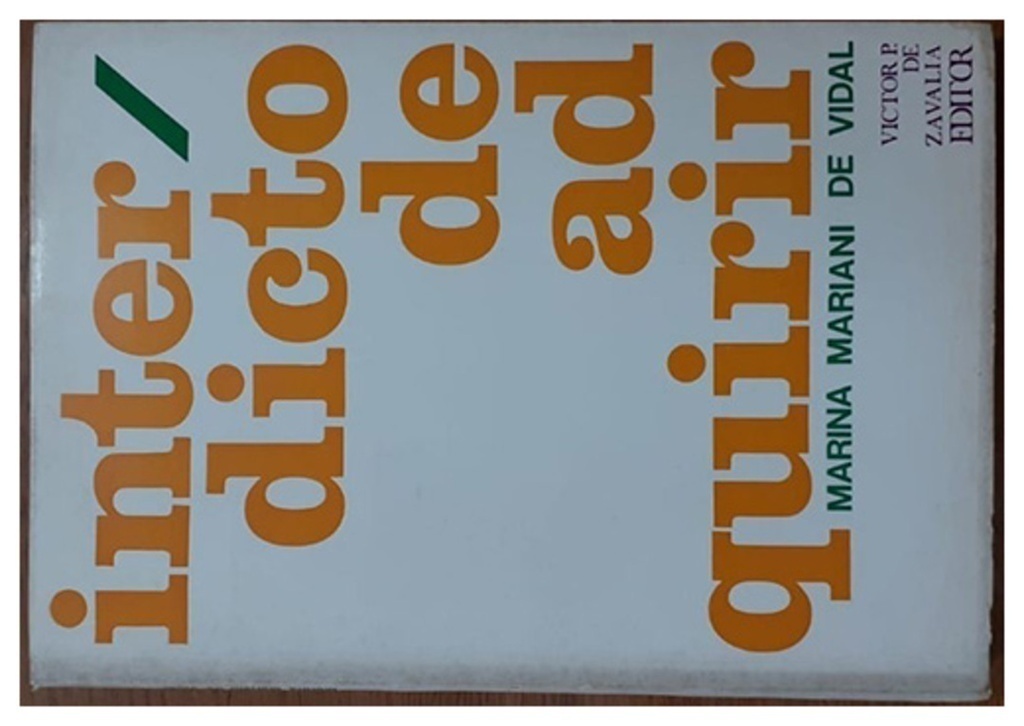 inter/
dicto
de
ad
quirir
MARINA MARIANI DE VIDAL
VICTOR P.
DE
ZAVALIA
EDITOR